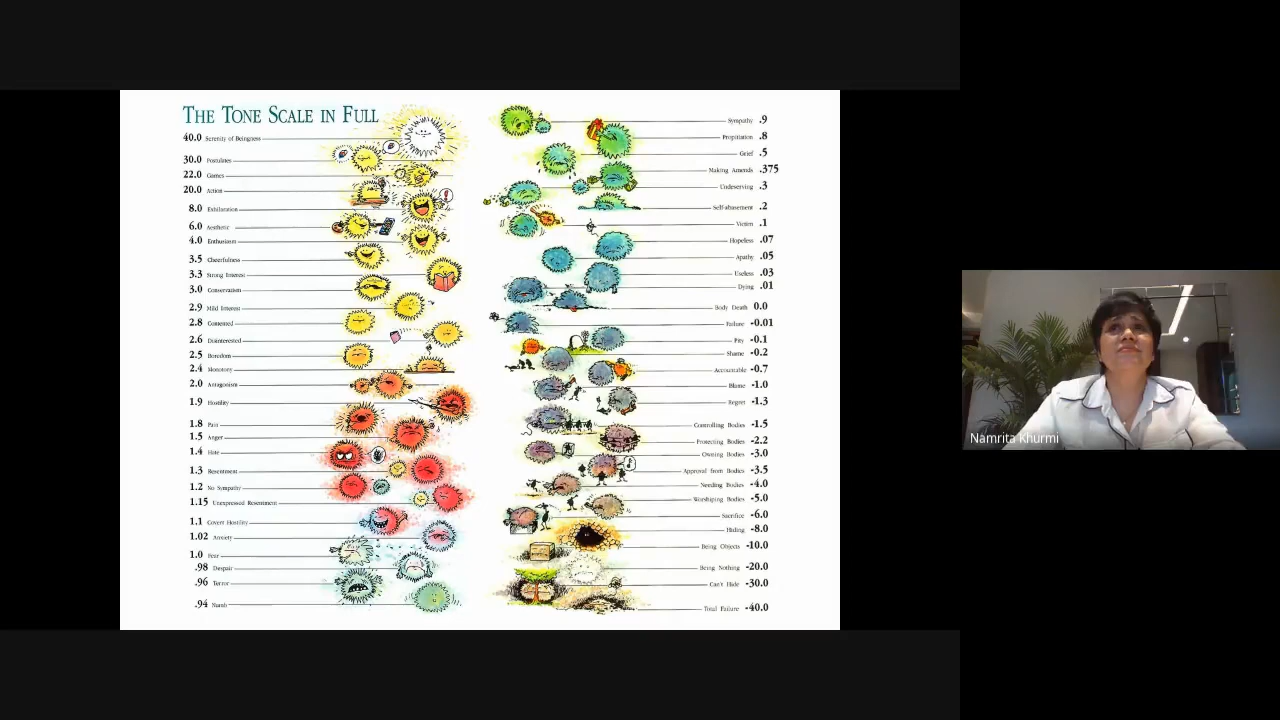 THE TONE SCALE IN FULL
40.0 Serenity of Beingness
30.0 Postulates
22.0 Games
20.0 Action
8.0 Exhilaration
6.0 Aesthetic
4.0 Enthusiasm
3.5 Cheerfulness
3.3 Strong Interest
3.0 Conservatism
2.9 Mild Interest
2.8 Contented
2.6 Disinterested
2.5 Boredom
2.4 Monotony
2.0 Antagonism
1.9 Hostility
1.8 Pain
1.5 Anger
1.4 Hate
1.3 Resentment
1.2 No Sympathy
1.15 Unexpressed Resentment
1.1 Covert Hostility
1.02 Anxiety
1.0 Fear
.98 Despair
.96 Terror
.94 Numb
Sympathy .9
Propitiation .8
Grief .5
Making Amends .375
Undeserving .3
Self-abasement .2
Victim .1
Hopeless .07
Apathy .05
Useless .03
Dying .01
Body Death 0.0
Failure -0.01
Pity -0.1
Shame -0.2
Accountable -0.7
Blame -1.0
Regret -1.3
Controlling Bodies -1.5
Protecting Bodies -2.2
Owning Bodies -3.0
Approval from Bodies -3.5
Needing Bodies -4.0
Worshiping Bodies -5.0
Sacrifice -6.0
Hiding -8.0
Being Objects -10.0
Being Nothing -20.0
Can't Hide -30.0
Total Failure -40.0
Namrita Khurmi